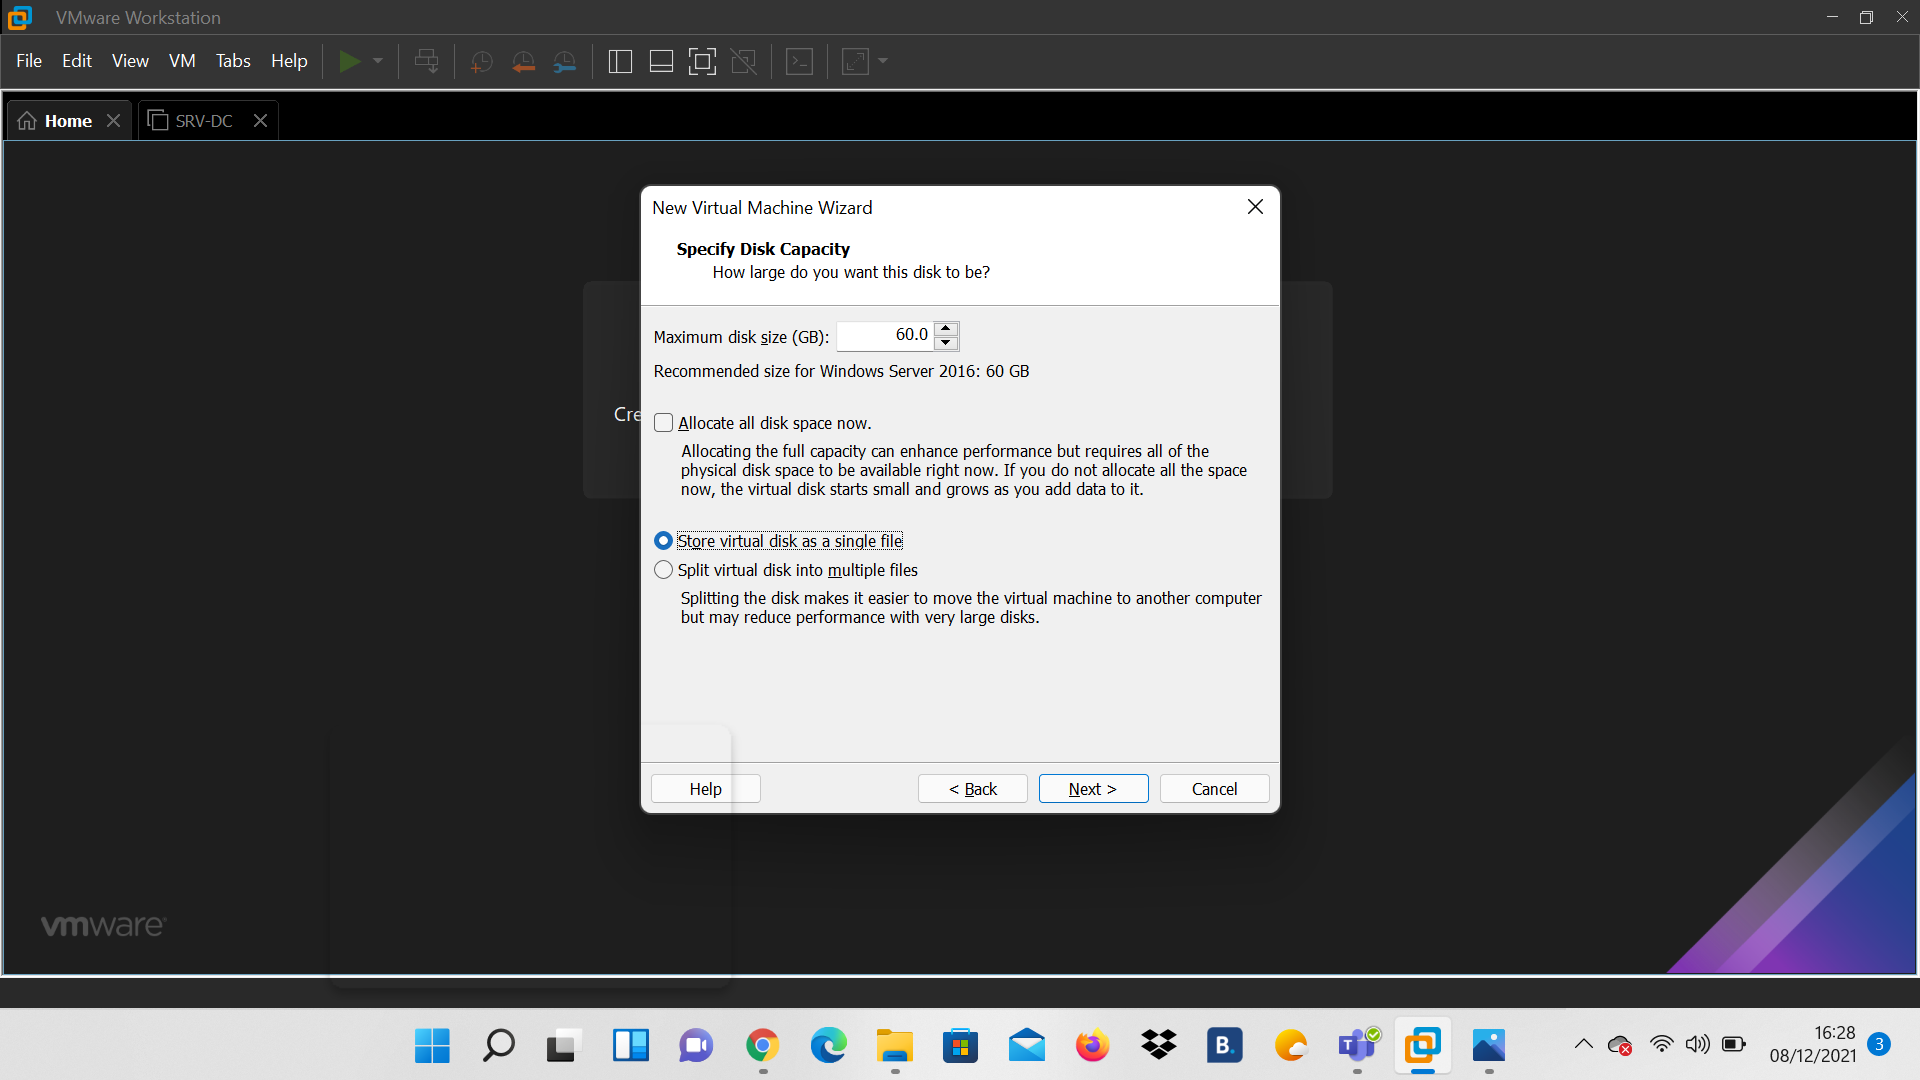 VMware Workstation
File Edit View VM Tabs Help
Home SRV-DC
New Virtual Machine Wizard
Specify Disk Capacity
How large do you want this disk to be?
Maximum disk size (GB): 60.0
Recommended size for Windows Server 2016: 60 GB
Cre
Allocate all disk space now.
Allocating the full capacity can enhance performance but requires all of the
physical disk space to be available right now. If you do not allocate all the space
now, the virtual disk starts small and grows as you add data to it.
Store virtual disk as a single file
Split virtual disk into multiple files
Splitting the disk makes it easier to move the virtual machine to another computer
but may reduce performance with very large disks.
Help < Back Next > Cancel
vmware
B.
T
16:28
08/12/2021
3